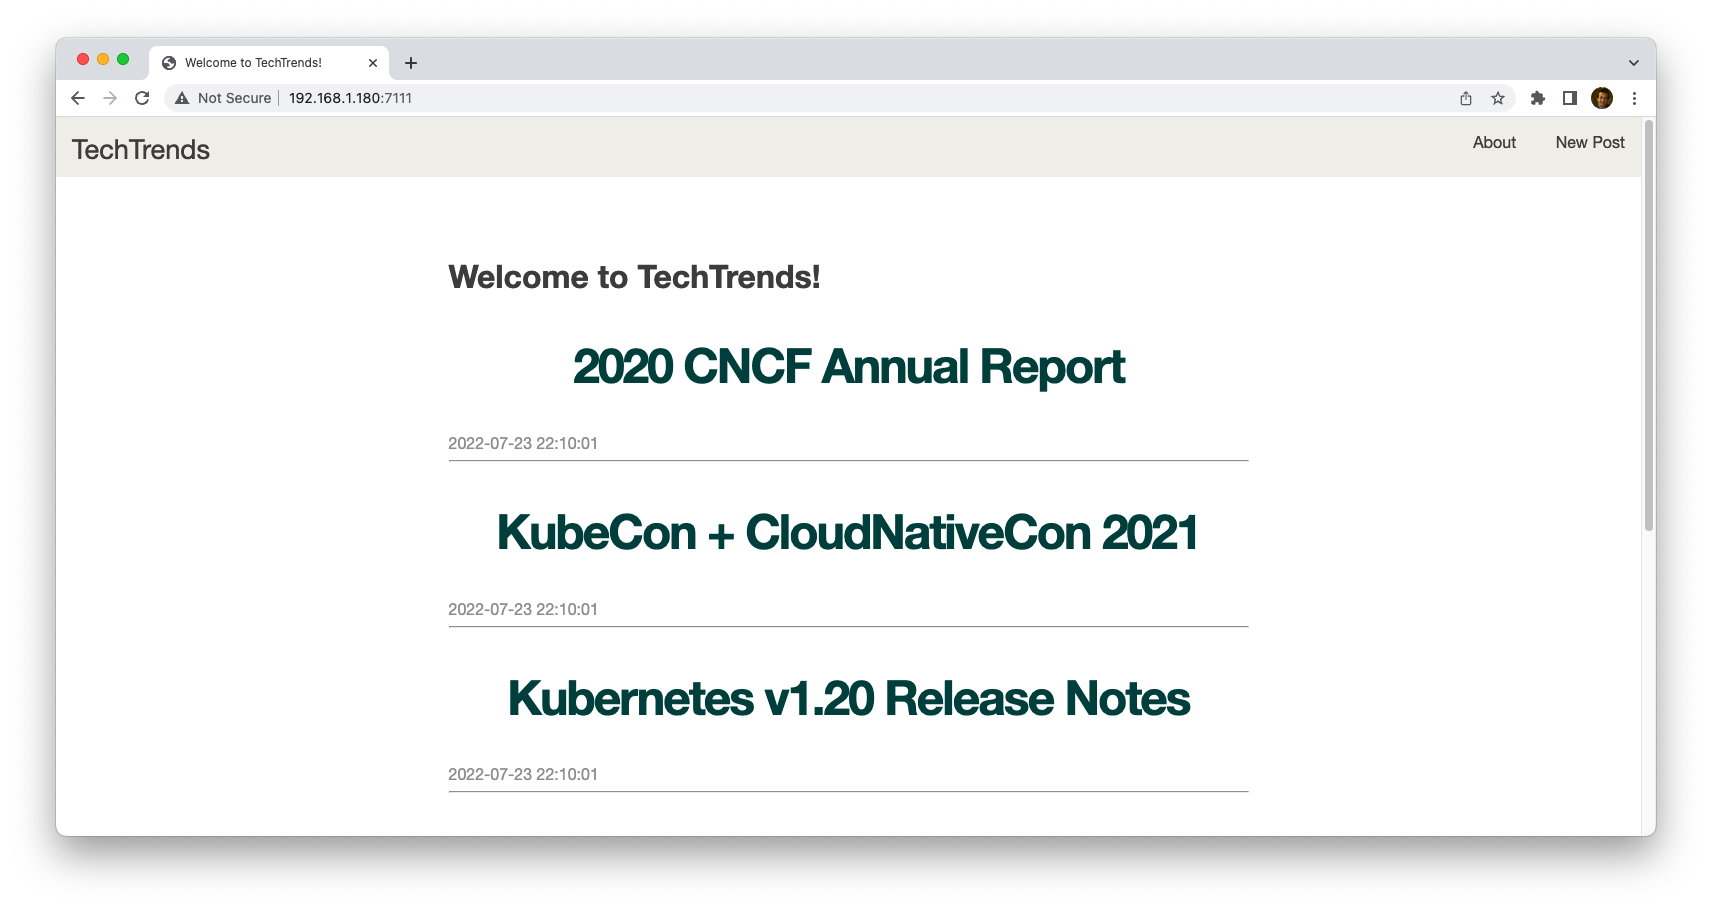 Welcome to TechTrends!
Not Secure 192.168.1.180:7111
TechTrends
About New Post
Welcome to TechTrends!
2020 CNCF Annual Report
2022-07-23 22:10:01
KubeCon + CloudNativeCon 2021
2022-07-23 22:10:01
Kubernetes v1.20 Release Notes
2022-07-23 22:10:01